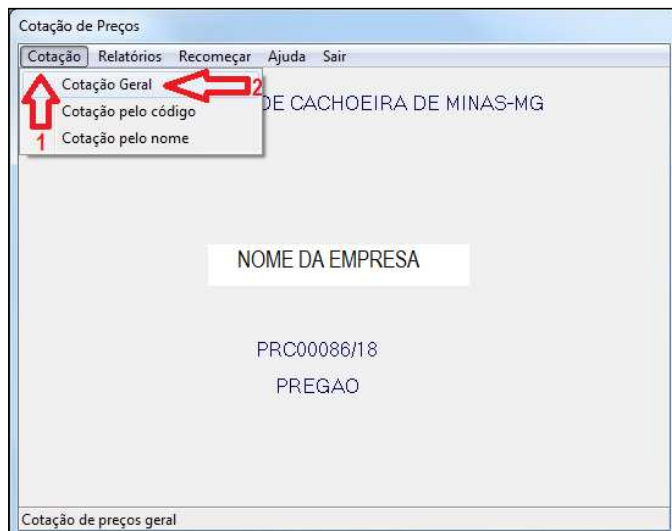 Cotação de Preços
Cotação Relatórios Recomeçar Ajuda Sair
Cotação Geral
2
DE CACHOEIRA DE MINAS-MG
Cotação pelo código
1
Cotação pelo nome
NOME DA EMPRESA
PRC00086/18
PREGAO
Cotação de preços geral